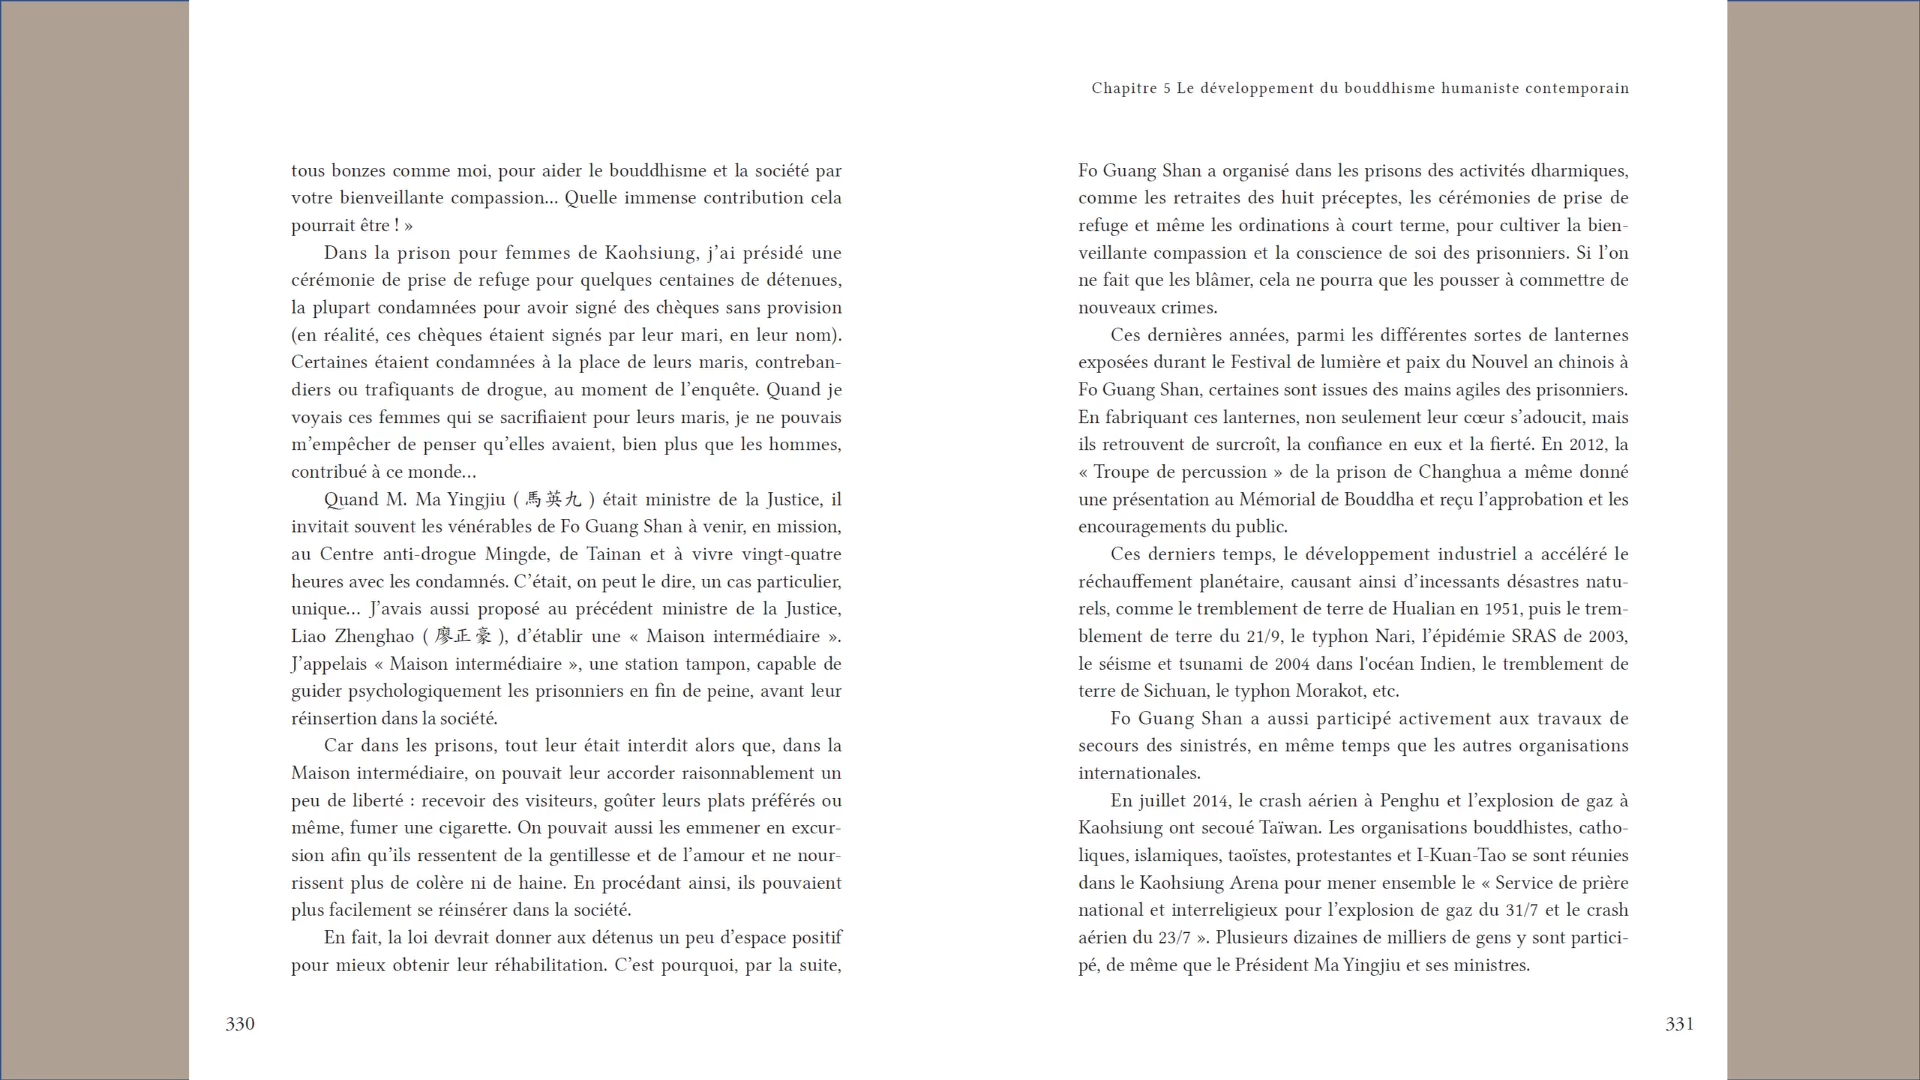 tous bonzes comme moi, pour aider le bouddhisme et la société par
votre bienveillante compassion... Quelle immense contribution cela
pourrait être ! »
Dans la prison pour femmes de Kaohsiung, j’ai présidé une
cérémonie de prise de refuge pour quelques centaines de détenues,
la plupart condamnées pour avoir signé des chèques sans provision
(en réalité, ces chèques étaient signés par leur mari, en leur nom).
Certaines étaient condamnées à la place de leurs maris, contreban-
diers ou trafiquants de drogue, au moment de l’enquête. Quand je
voyais ces femmes qui se sacrifiaient pour leurs maris, je ne pouvais
m’empêcher de penser qu’elles avaient, bien plus que les hommes,
contribué à ce monde...
Quand M. Ma Yingjiu ( 馬英九 ) était ministre de la Justice, il
invitait souvent les vénérables de Fo Guang Shan à venir, en mission,
au Centre anti-drogue Mingde, de Tainan et à vivre vingt-quatre
heures avec les condamnés. C’était, on peut le dire, un cas particulier,
unique... J’avais aussi proposé au précédent ministre de la Justice,
Liao Zhenghao ( 廖正豪 ), d’établir une « Maison intermédiaire ».
J’appelais « Maison intermédiaire », une station tampon, capable de
guider psychologiquement les prisonniers en fin de peine, avant leur
réinsertion dans la société.
Car dans les prisons, tout leur était interdit alors que, dans la
Maison intermédiaire, on pouvait leur accorder raisonnablement un
peu de liberté : recevoir des visiteurs, goûter leurs plats préférés ou
même, fumer une cigarette. On pouvait aussi les emmener en excur-
sion afin qu’ils ressentent de la gentillesse et de l’amour et ne nour-
rissent plus de colère ni de haine. En procédant ainsi, ils pouvaient
plus facilement se réinsérer dans la société.
En fait, la loi devrait donner aux détenus un peu d’espace positif
pour mieux obtenir leur réhabilitation. C’est pourquoi, par la suite,
330
Chapitre 5 Le développement du bouddhisme humaniste contemporain
Fo Guang Shan a organisé dans les prisons des activités dharmiques,
comme les retraites des huit préceptes, les cérémonies de prise de
refuge et même les ordinations à court terme, pour cultiver la bien-
veillante compassion et la conscience de soi des prisonniers. Si l’on
ne fait que les blâmer, cela ne pourra que les pousser à commettre de
nouveaux crimes.
Ces dernières années, parmi les différentes sortes de lanternes
exposées durant le Festival de lumière et paix du Nouvel an chinois à
Fo Guang Shan, certaines sont issues des mains agiles des prisonniers.
En fabriquant ces lanternes, non seulement leur cœur s’adoucit, mais
ils retrouvent de surcroît, la confiance en eux et la fierté. En 2012, la
« Troupe de percussion » de la prison de Changhua a même donné
une présentation au Mémorial de Bouddha et reçu l’approbation et les
encouragements du public.
Ces derniers temps, le développement industriel a accéléré le
réchauffement planétaire, causant ainsi d’incessants désastres natu-
rels, comme le tremblement de terre de Hualian en 1951, puis le trem-
blement de terre du 21/9, le typhon Nari, l’épidémie SRAS de 2003,
le séisme et tsunami de 2004 dans l'océan Indien, le tremblement de
terre de Sichuan, le typhon Morakot, etc.
Fo Guang Shan a aussi participé activement aux travaux de
secours des sinistrés, en même temps que les autres organisations
internationales.
En juillet 2014, le crash aérien à Penghu et l’explosion de gaz à
Kaohsiung ont secoué Taïwan. Les organisations bouddhistes, catho-
liques, islamiques, taoïstes, protestantes et I-Kuan-Tao se sont réunies
dans le Kaohsiung Arena pour mener ensemble le « Service de prière
national et interreligieux pour l’explosion de gaz du 31/7 et le crash
aérien du 23/7 ». Plusieurs dizaines de milliers de gens y sont partici-
pé, de même que le Président Ma Yingjiu et ses ministres.
331